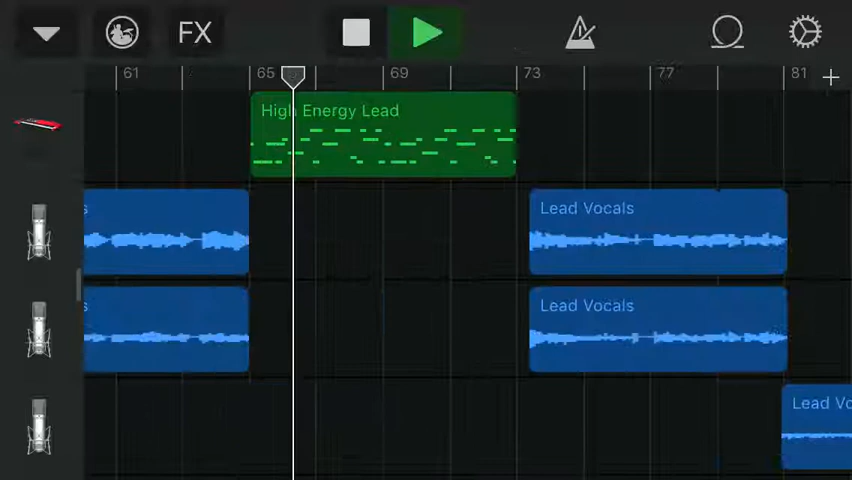 FX
61
65
69
73
77
81
High Energy Lead
s
Lead Vocals
s
Lead Vocals
Lead Vo